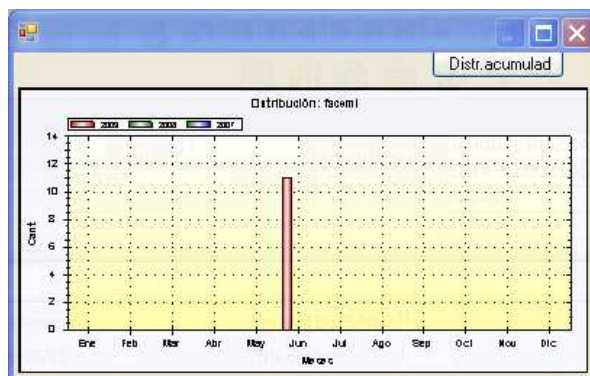 Distr.acumulad
Distribución: facemi
2009 2008 2007
14
12
10
8
6
4
2
0
Cant
Ene Feb Mar Abr May Jun Jul Ago Sep Oct Nov Dic
Meses